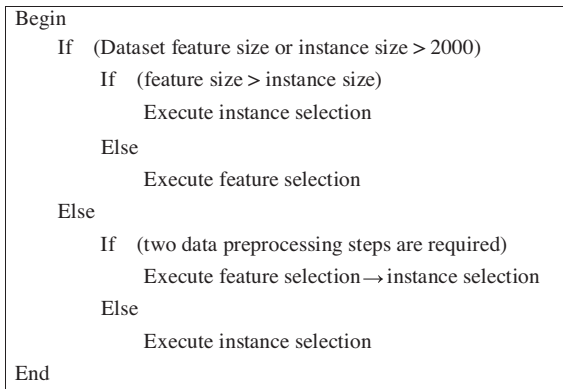 Begin
If (Dataset feature size or instance size > 2000)
If (feature size > instance size)
Execute instance selection
Else
Execute feature selection
Else
If (two data preprocessing steps are required)
Execute feature selection→instance selection
Else
Execute instance selection
End